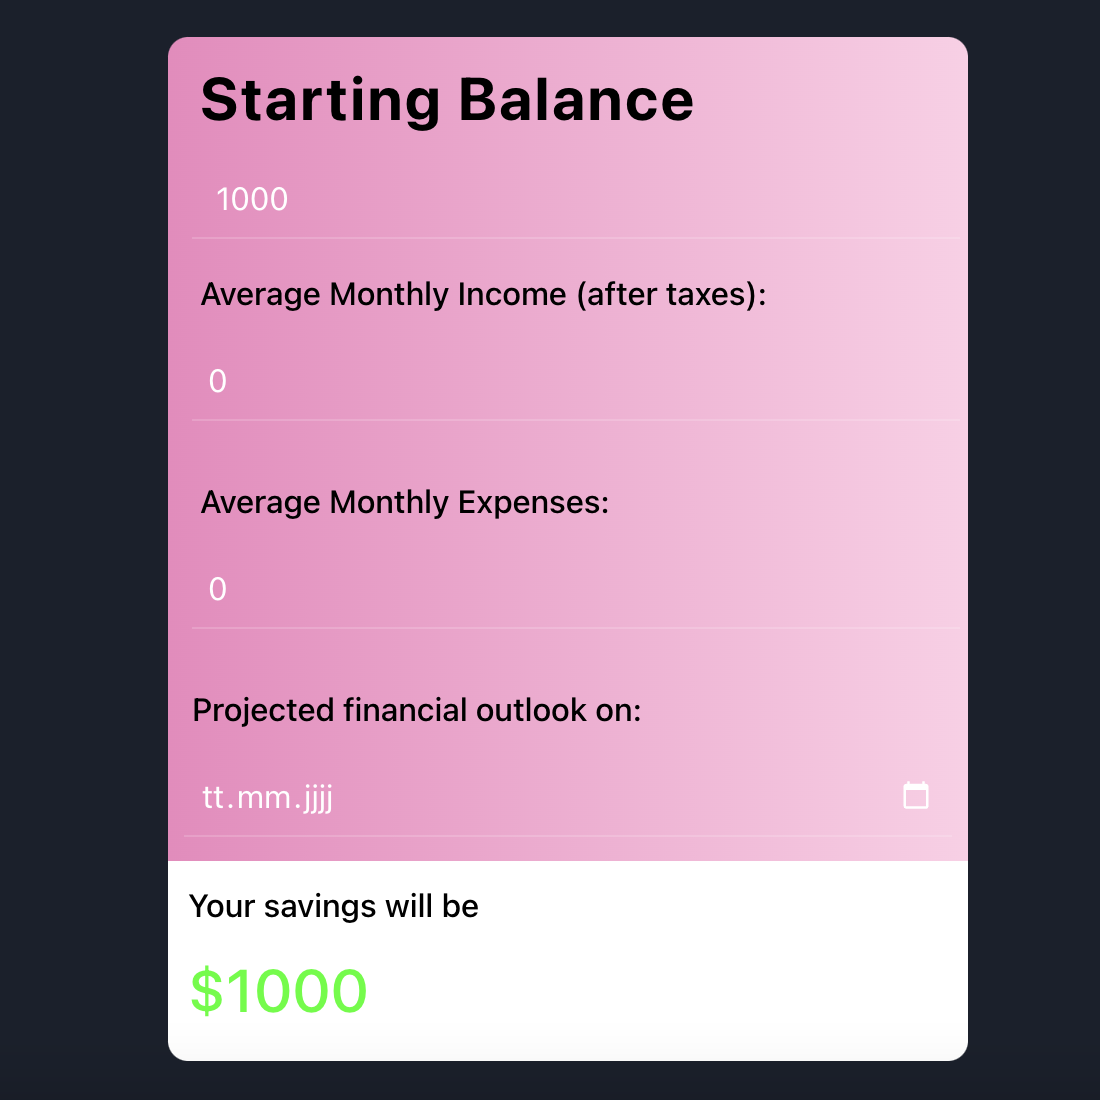 Starting Balance
1000
Average Monthly Income (after taxes):
0
Average Monthly Expenses:
0
Projected financial outlook on:
tt.mm.jjjj
Your savings will be
$1000